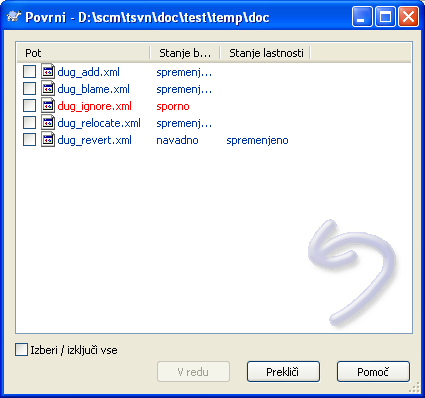 Povrni - D:\scm\tsvn\doc\test\temp\doc
Pot Stanje b... Stanje lastnosti
dug_add.xml spremenj...
dug_blame.xml spremenj...
dug_ignore.xml sporno
dug_relocate.xml spremenj...
dug_revert.xml navadno spremenjeno
Izberi / izključi vse
V redu Prekliči Pomoč